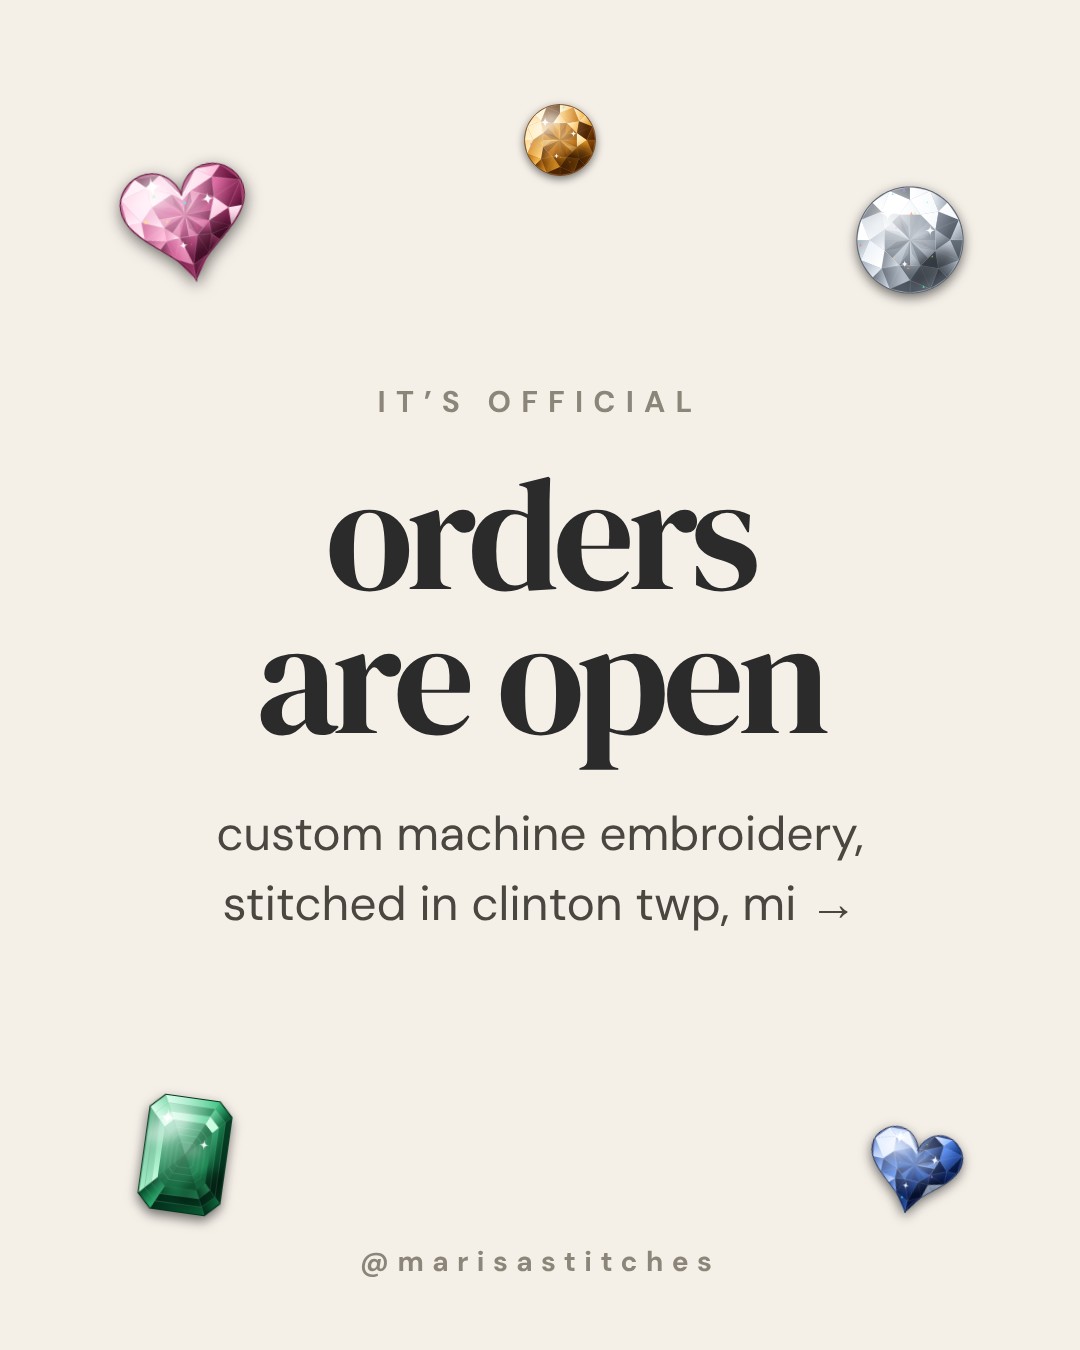 IT’S OFFICIAL
orders
are open
custom machine embroidery,
stitched in clinton twp, mi →
@marisastitches